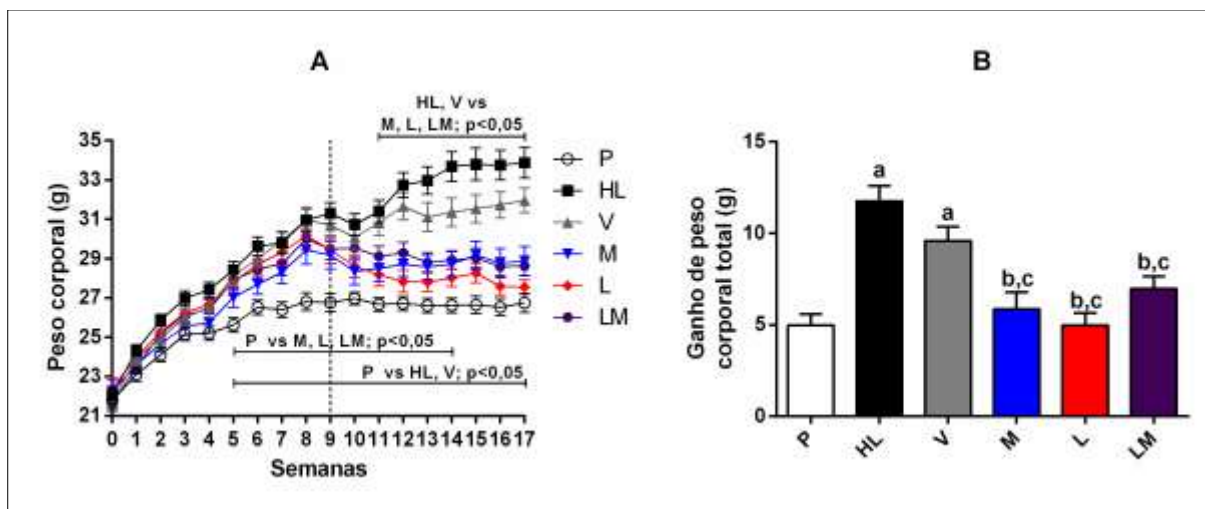 A
HL, V vs
M, L, LM; p<0,05
35
33
31
29
27
25
23
21
Peso corporal (g)
P vs M, L, LM; p<0,05
P vs HL, V; p<0,05
0 1 2 3 4 5 6 7 8 9 10 11 12 13 14 15 16 17
Semanas
P
HL
V
M
L
LM
B
Ganho de peso
corporal total (g)
15
10
5
0
a
a
b,c
b,c
b,c
P HL V M L LM